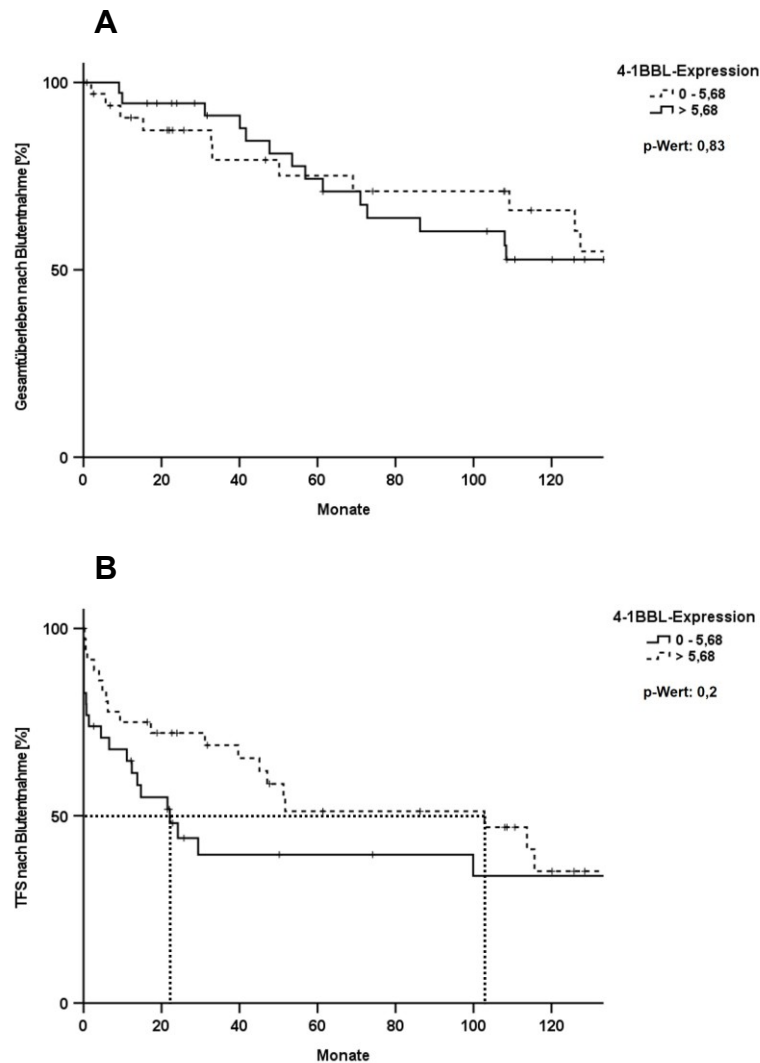 A
4-1BBL-Expression
0 - 5,68
> 5,68
p-Wert: 0,83
Gesamtüberleben nach Blutentnahme [%]
100
50
0
0 20 40 60 80 100 120
Monate
B
4-1BBL-Expression
0 - 5,68
> 5,68
p-Wert: 0,2
TFS nach Blutentnahme [%]
100
50
0
0 20 40 60 80 100 120
Monate